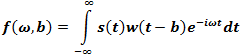 f(ω,b) = ∫_{-∞}^{∞} s(t)w(t − b)e^{−iωt}dt